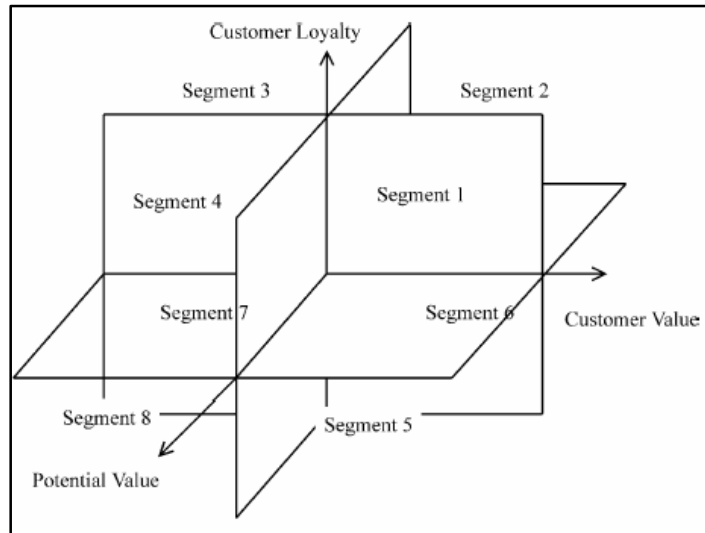 Customer Loyalty
Segment 3
Segment 2
Segment 4
Segment 1
Segment 7
Segment 6
Customer Value
Segment 8
Segment 5
Potential Value